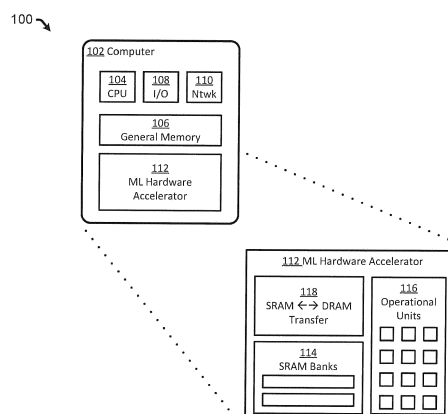 100
102 Computer
104
CPU
108
I/O
110
Ntwk
106
General Memory
112
ML Hardware
Accelerator
112 ML Hardware Accelerator
118
SRAM ←→ DRAM
Transfer
116
Operational
Units
114
SRAM Banks